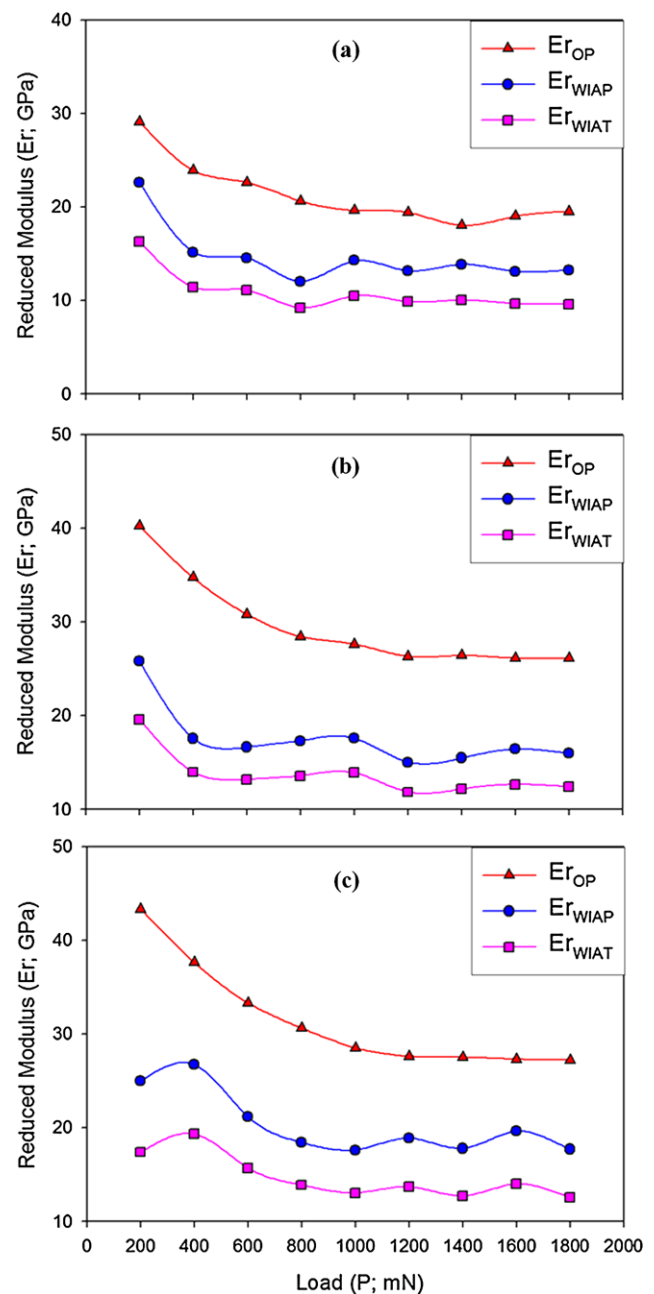 40
(a)
Er_OP
Er_WIAP
Er_WIAT
30
20
10
0
Reduced Modulus (Er; GPa)
50
(b)
Er_OP
Er_WIAP
Er_WIAT
40
30
20
10
Reduced Modulus (Er; GPa)
50
(c)
Er_OP
Er_WIAP
Er_WIAT
40
30
20
10
Reduced Modulus (Er; GPa)
0 200 400 600 800 1000 1200 1400 1600 1800 2000
Load (P; mN)